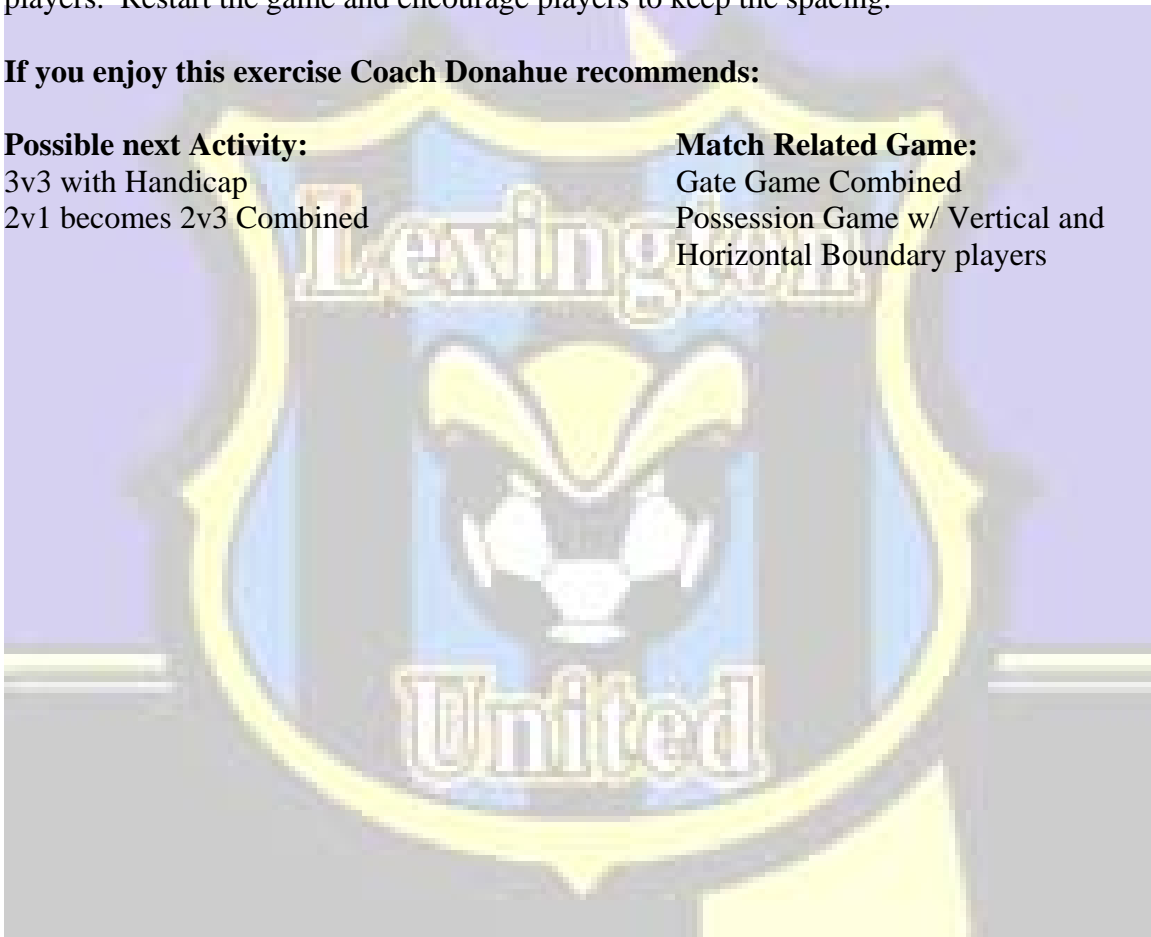 players. Restart the game and encourage players to keep the spacing.
If you enjoy this exercise Coach Donahue recommends:
Possible next Activity:
3v3 with Handicap
2v1 becomes 2v3 Combined
Match Related Game:
Gate Game Combined
Possession Game w/ Vertical and
Horizontal Boundary players
Lexington
United